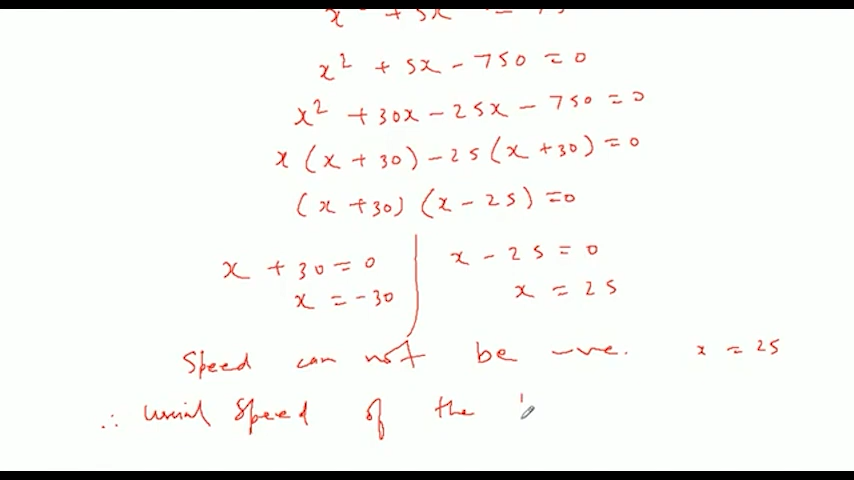 x² + 5x - 750 = 0
x² + 30x - 25x - 750 = 0
x (x + 30) - 25 (x + 30) = 0
(x + 30) (x - 25) = 0
x + 30 = 0
x = -30
x - 25 = 0
x = 25
Speed can not be -ve. x = 25
∴ usual speed of the